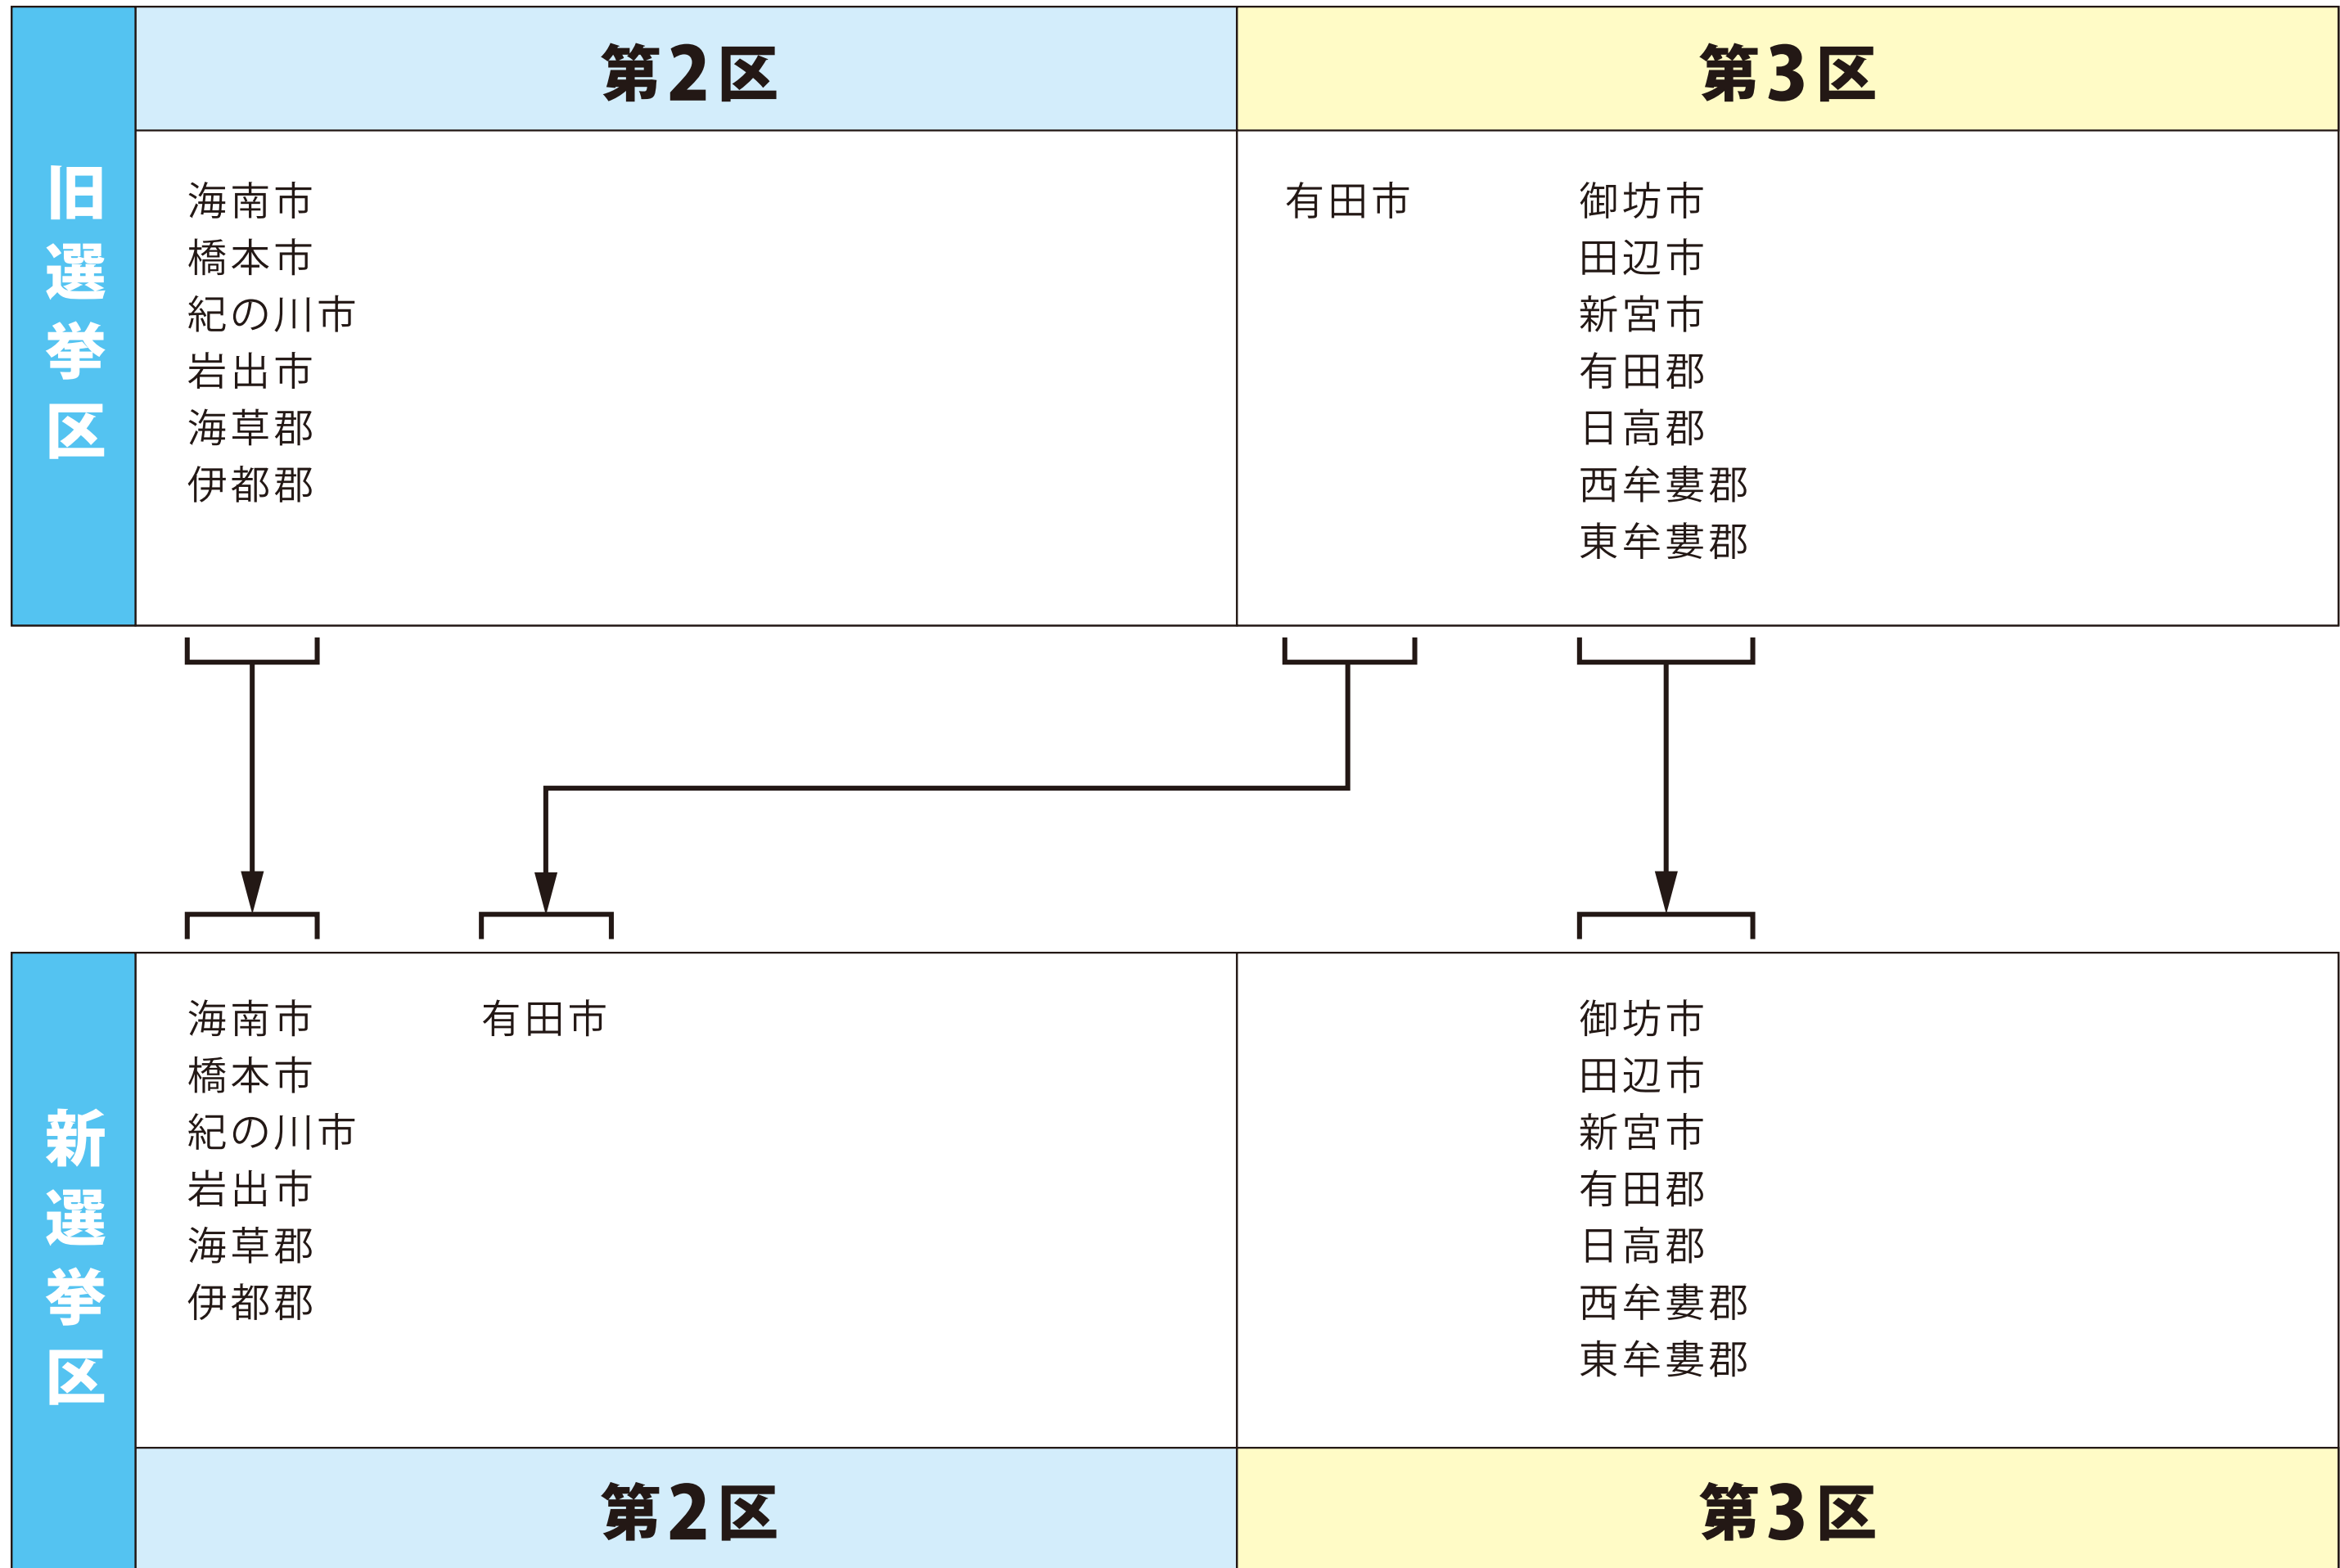 旧選挙区
第2区
第3区
海南市
橋本市
紀の川市
岩出市
海草郡
伊都郡
有田市
御坊市
田辺市
新宮市
有田郡
日高郡
西牟婁郡
東牟婁郡
新選挙区
海南市
橋本市
紀の川市
岩出市
海草郡
伊都郡
有田市
御坊市
田辺市
新宮市
有田郡
日高郡
西牟婁郡
東牟婁郡
第2区
第3区